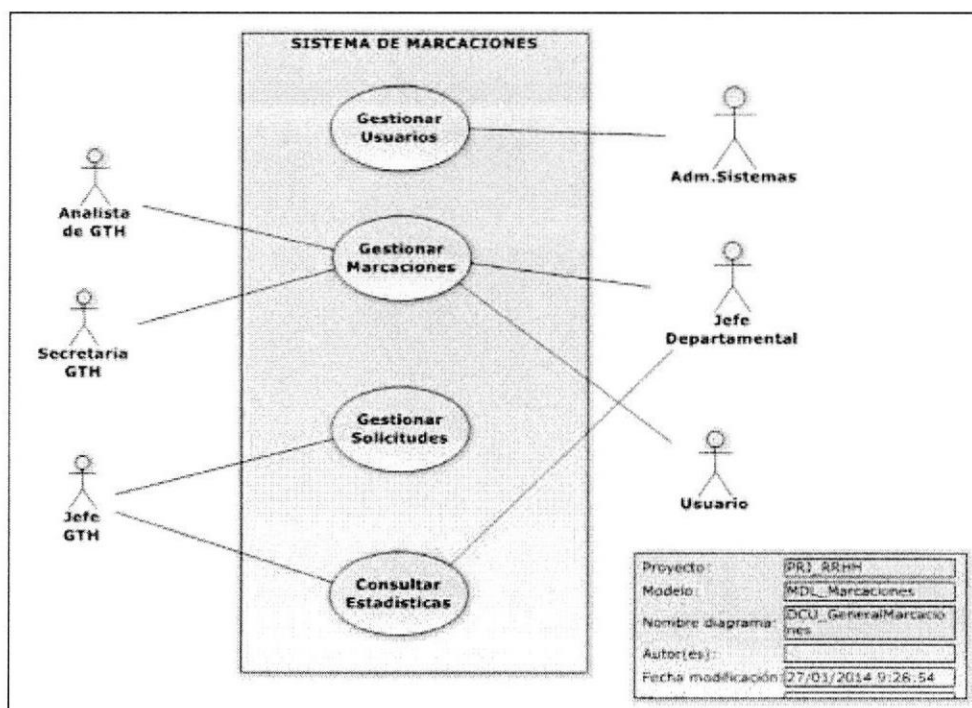 SISTEMA DE MARCACIONES
Gestionar
Usuarios
Adm.Sistemas
Analista
de GTH
Gestionar
Marcaciones
Jefe
Departamental
Secretaria
GTH
Gestionar
Solicitudes
Usuario
Jefe
GTH
Consultar
Estadísticas
Proyecto: PRJ_RRHH
Modelo: MDL_Marcaciones
Nombre diagrama: DCU_GeneralMarcacio
nes
Autor(es):
Fecha modificación: 27/01/2014 9:26:54